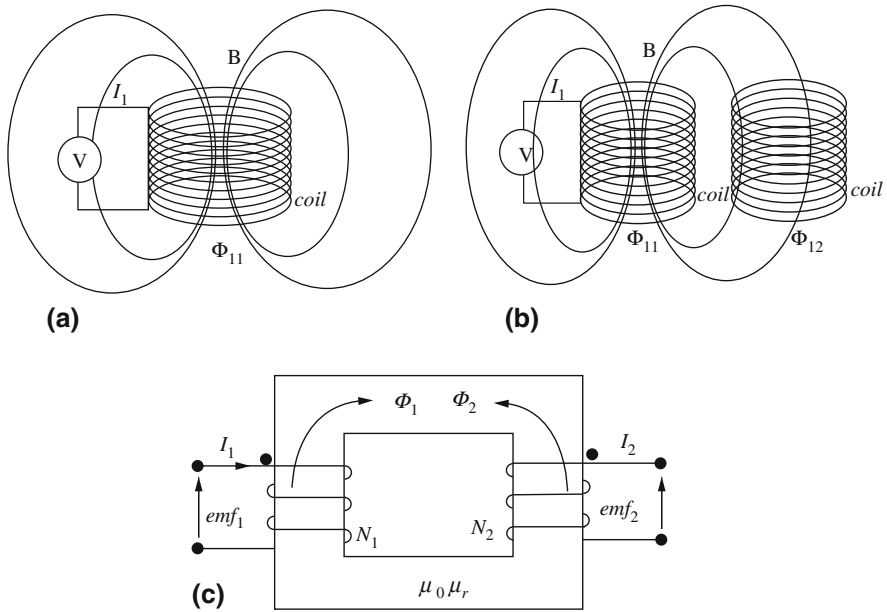 B
I₁
V
coil
Φ₁₁
(a)
B
I₁
V
coil
coil
Φ₁₁
Φ₁₂
(b)
Φ₁ Φ₂
I₁
I₂
emf₁
emf₂
N₁
N₂
μ₀μᵣ
(c)